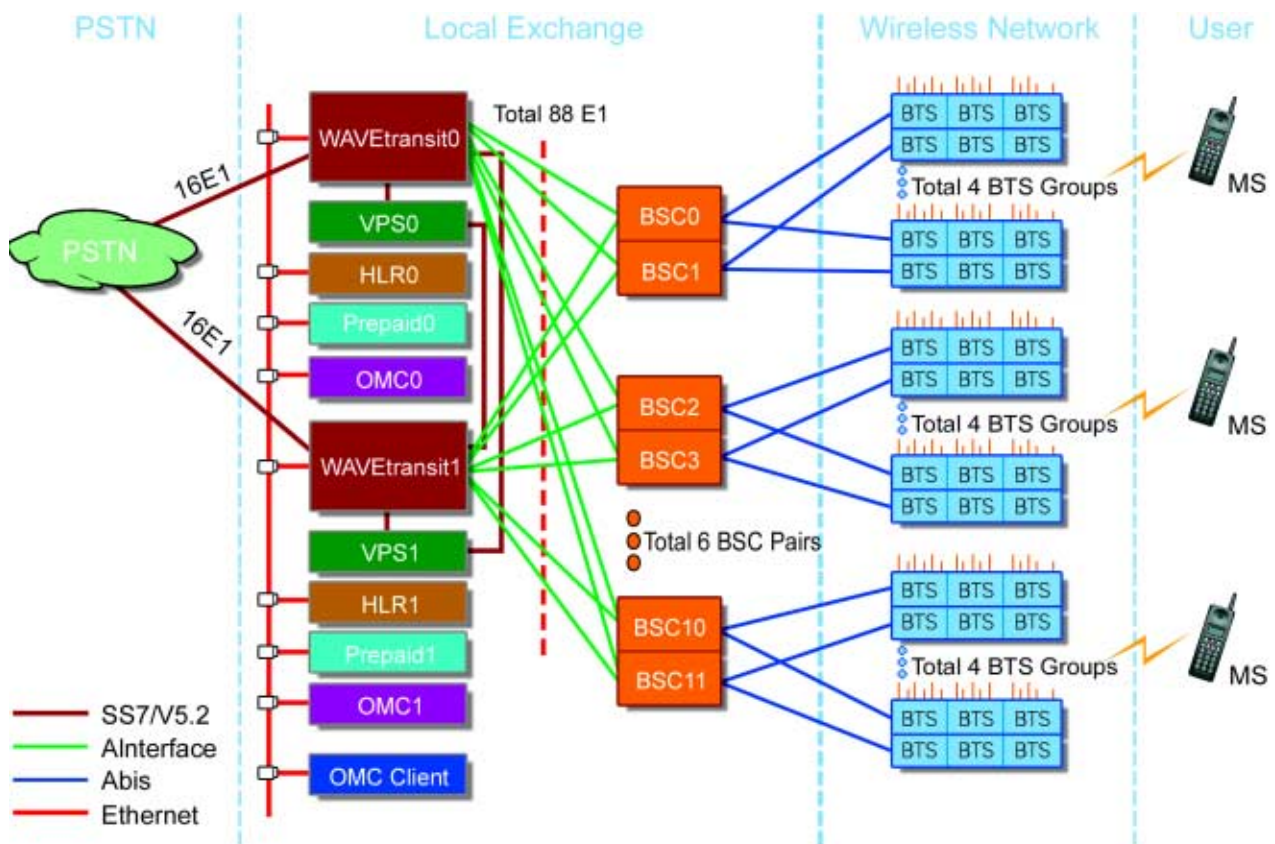 PSTN
Local Exchange
Wireless Network
User
WAVEtransit0
Total 88 E1
16E1
PSTN
16E1
VPS0
HLR0
Prepaid0
OMC0
WAVEtransit1
VPS1
HLR1
Prepaid1
OMC1
OMC Client
BSC0
BSC1
BSC2
BSC3
Total 6 BSC Pairs
BSC10
BSC11
BTS BTS BTS
BTS BTS BTS
Total 4 BTS Groups
MS
BTS BTS BTS
BTS BTS BTS
BTS BTS BTS
BTS BTS BTS
Total 4 BTS Groups
MS
BTS BTS BTS
BTS BTS BTS
BTS BTS BTS
BTS BTS BTS
Total 4 BTS Groups
MS
BTS BTS BTS
BTS BTS BTS
SS7/V5.2
AInterface
Abis
Ethernet